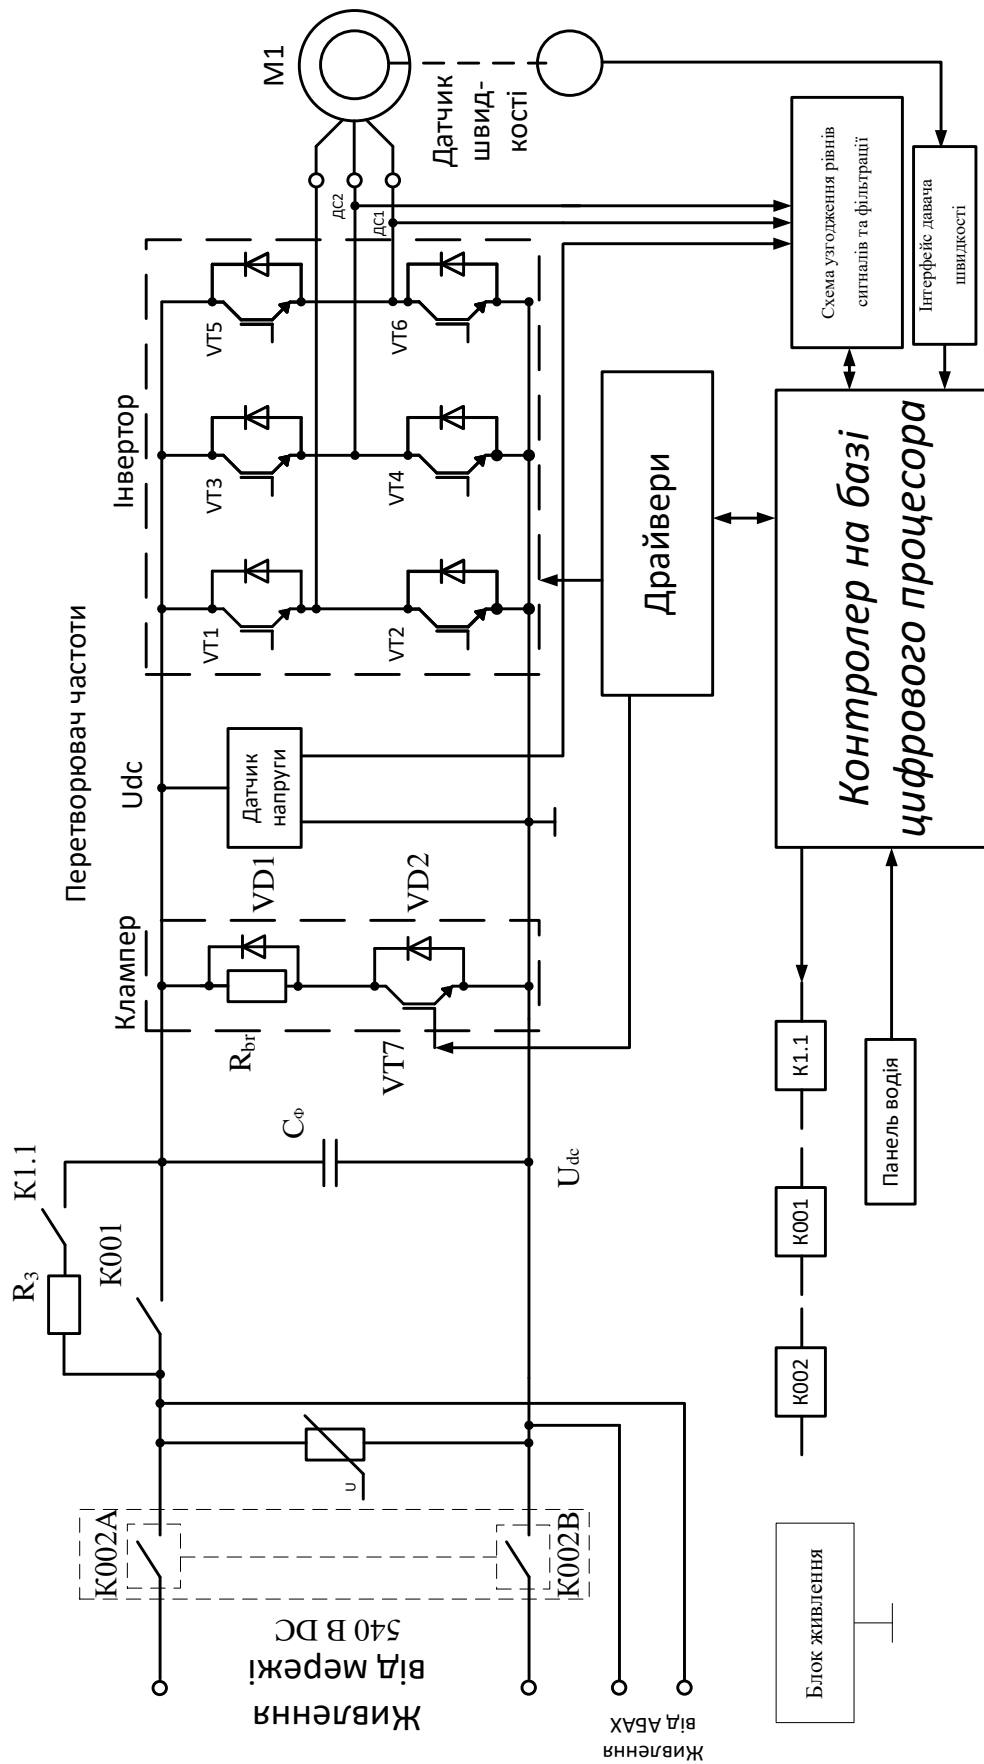 Живлення
від мережі
540 В DC
K002A
K002B
Живлення
від АБАХ
U
R3
K1.1
K001
CФ
Udc
Перетворювач частоти
Клампер
Rbr
VD1
VT7
VD2
Udc
Датчик
напруги
Інвертор
VT1
VT3
VT5
VT2
VT4
VT6
ДС2
ДС1
M1
Датчик
швид-
кості
Драйвери
Схема узгодження рівнів
сигналів та фільтрації
Інтерфейс давача
швидкості
Контролер на базі
цифрового процесора
K002
K001
K1.1
Панель водія
Блок живлення